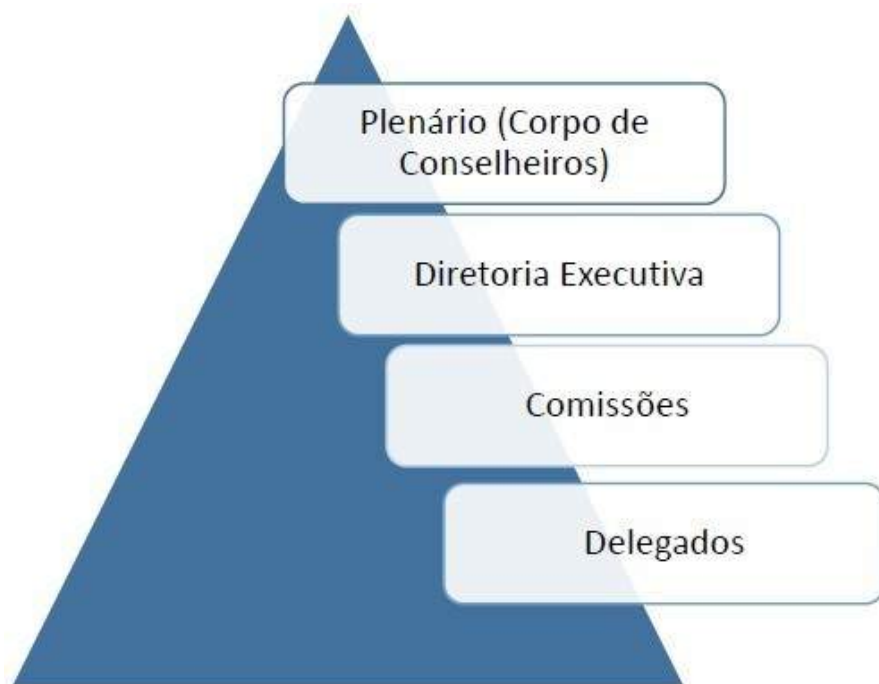 Plenário (Corpo de
Conselheiros)
Diretoria Executiva
Comissões
Delegados